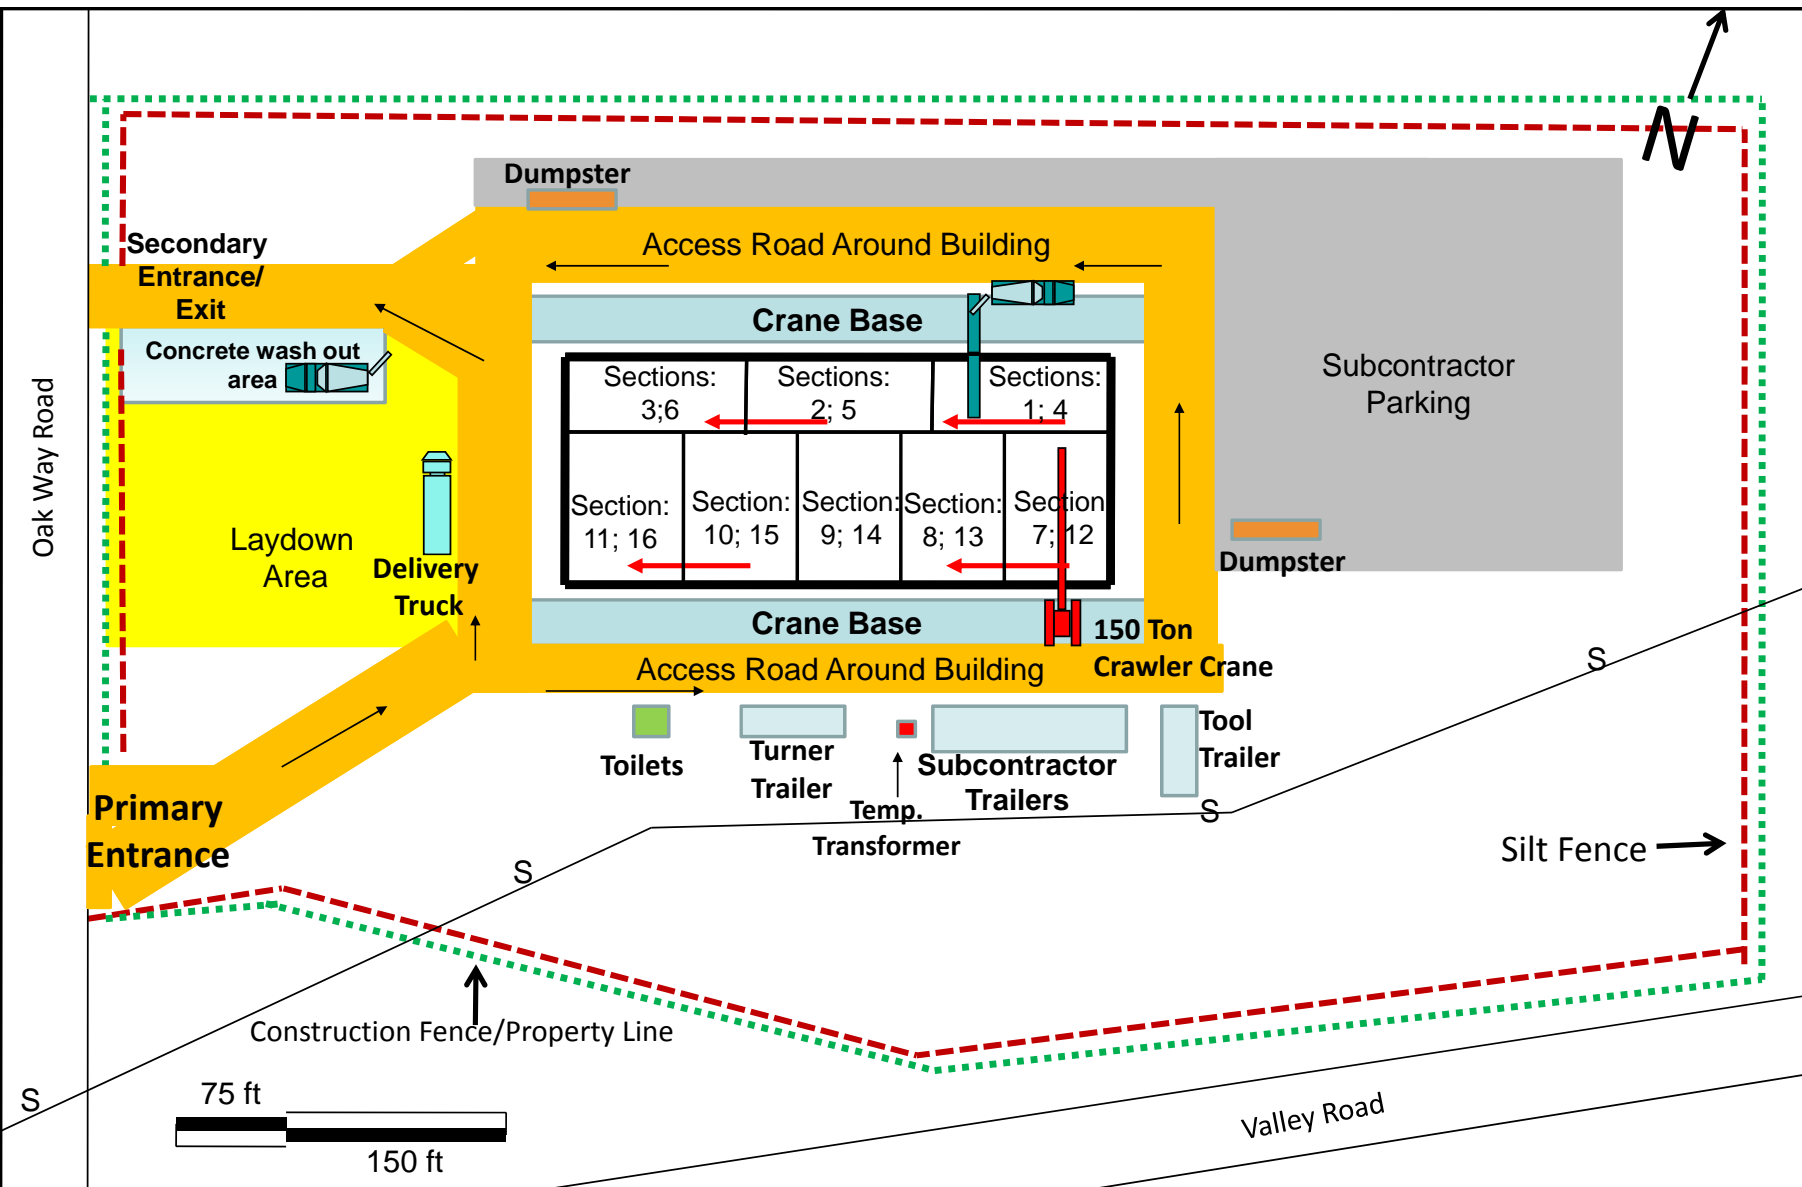 N
Dumpster
Secondary
Entrance/
Exit
Access Road Around Building
Crane Base
Concrete wash out
area
Sections:
3;6
Sections:
2; 5
Sections:
1; 4
Subcontractor
Parking
Oak Way Road
Laydown
Area
Delivery
Truck
Section:
11; 16
Section:
10; 15
Section:
9; 14
Section:
8; 13
Section
7; 12
Dumpster
Crane Base
150 Ton
Crawler Crane
Access Road Around Building
S
Toilets
Turner
Trailer
Temp.
Transformer
Subcontractor
Trailers
Tool
Trailer
S
Primary
Entrance
S
Silt Fence
Construction Fence/Property Line
S
75 ft
150 ft
Valley Road